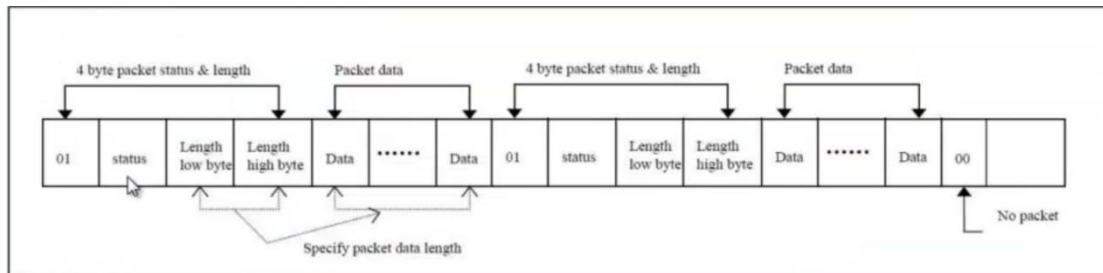 4 byte packet status & length
Packet data
4 byte packet status & length
Packet data
01
status
Length
low byte
Length
high byte
Data
••••••
Data
01
status
Length
low byte
Length
high byte
Data
••••••
Data
00
No packet
Specify packet data length